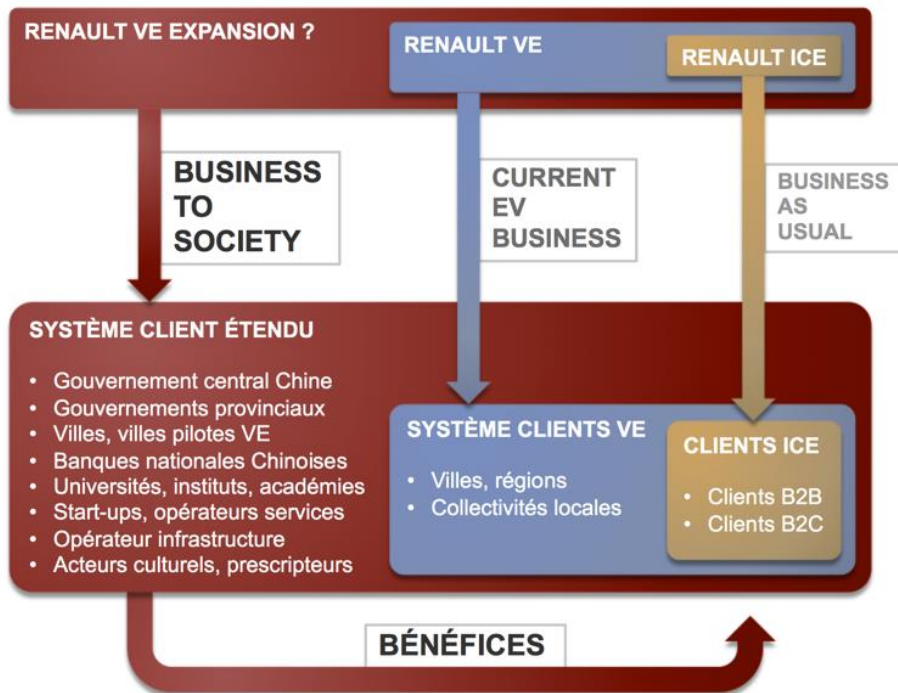 RENAULT VE EXPANSION ?
RENAULT VE
RENAULT ICE
BUSINESS
TO
SOCIETY
CURRENT
EV
BUSINESS
BUSINESS
AS
USUAL
SYSTÈME CLIENT ÉTENDU
• Gouvernement central Chine
• Gouvernements provinciaux
• Villes, villes pilotes VE
• Banques nationales Chinoises
• Universités, instituts, académies
• Start-ups, opérateurs services
• Opérateur infrastructure
• Acteurs culturels, prescripteurs
SYSTÈME CLIENTS VE
• Villes, régions
• Collectivités locales
CLIENTS ICE
• Clients B2B
• Clients B2C
BÉNÉFICES